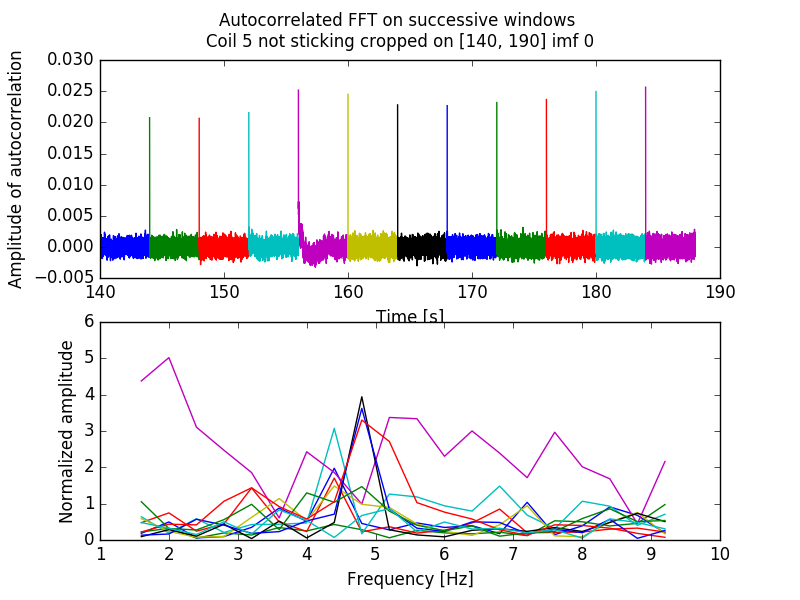 Autocorrelated FFT on successive windows
Coil 5 not sticking cropped on [140, 190] imf 0
Amplitude of autocorrelation
0.030
0.025
0.020
0.015
0.010
0.005
0.000
−0.005
140 150 160 170 180 190
Time [s]
Normalized amplitude
6
5
4
3
2
1
0
1 2 3 4 5 6 7 8 9 10
Frequency [Hz]